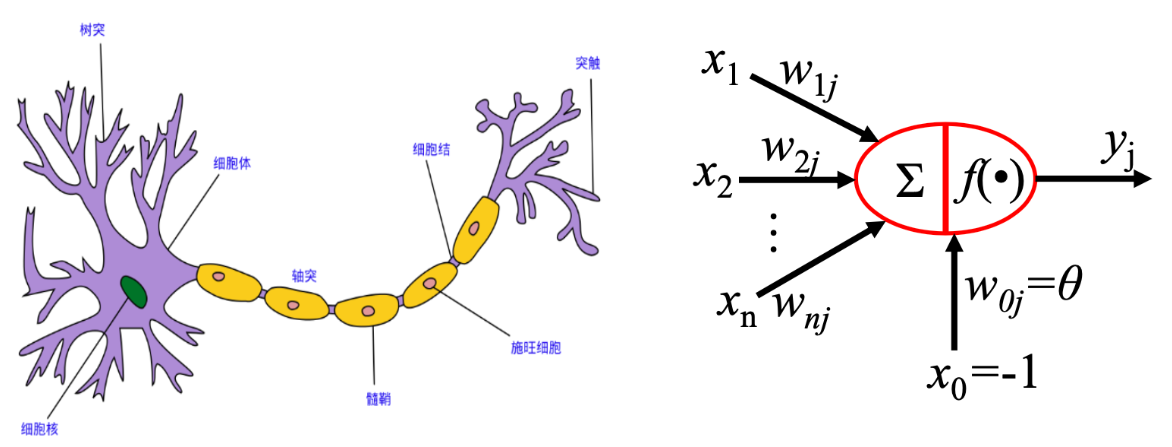 树突
突触
细胞结
细胞体
轴突
施旺细胞
髓鞘
细胞核
x₁
w₁ⱼ
x₂
w₂ⱼ
⋮
xₙ
wₙⱼ
Σ
f(•)
yⱼ
w₀ⱼ=θ
x₀=-1